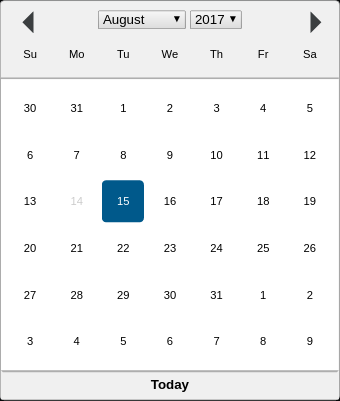 August 2017
Su Mo Tu We Th Fr Sa
30 31 1 2 3 4 5
6 7 8 9 10 11 12
13 14 15 16 17 18 19
20 21 22 23 24 25 26
27 28 29 30 31 1 2
3 4 5 6 7 8 9
Today